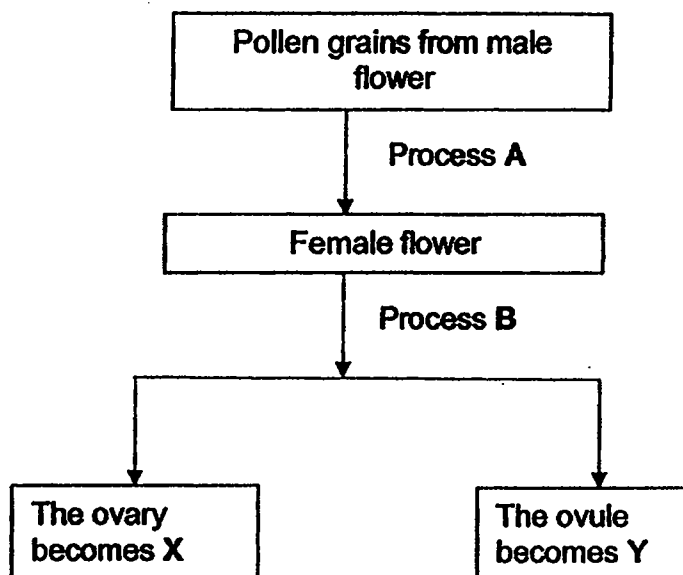 Pollen grains from male
flower
Process A
Female flower
Process B
The ovary
becomes X
The ovule
becomes Y